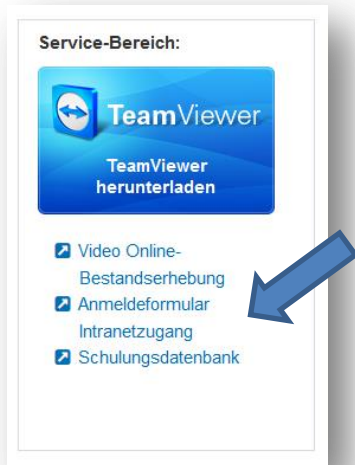 Service-Bereich:
TeamViewer
TeamViewer
herunterladen
Video Online-
Bestandserhebung
Anmeldeformular
Intranetzugang
Schulungsdatenbank